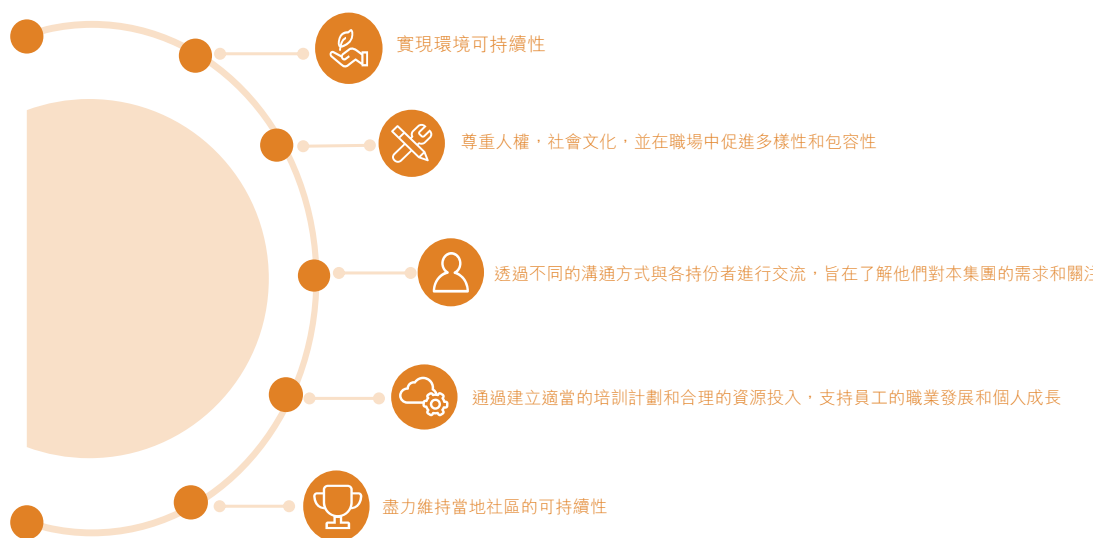 實現環境可持續性
尊重人權，社會文化，並在職場中促進多樣性和包容性
透過不同的溝通方式與各持份者進行交流，旨在了解他們對本集團的需求和關注
通過建立適當的培訓計劃和合理的資源投入，支持員工的職業發展和個人成長
盡力維持當地社區的可持續性